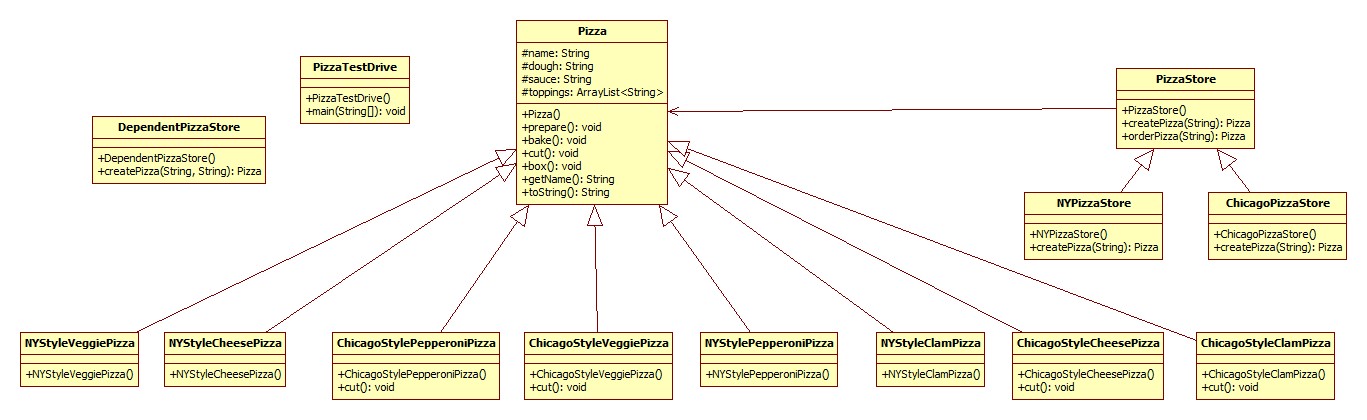 Pizza
#name: String
#dough: String
#sauce: String
#toppings: ArrayList<String>
+Pizza()
+prepare(): void
+bake(): void
+cut(): void
+box(): void
+getName(): String
+toString(): String
PizzaTestDrive
+PizzaTestDrive()
+main(String[]): void
DependentPizzaStore
+DependentPizzaStore()
+createPizza(String, String): Pizza
PizzaStore
+PizzaStore()
+createPizza(String): Pizza
+orderPizza(String): Pizza
NYPizzaStore
+NYPizzaStore()
+createPizza(String): Pizza
ChicagoPizzaStore
+ChicagoPizzaStore()
+createPizza(String): Pizza
NYStyleVeggiePizza
+NYStyleVeggiePizza()
NYStyleCheesePizza
+NYStyleCheesePizza()
ChicagoStylePepperoniPizza
+ChicagoStylePepperoniPizza()
+cut(): void
ChicagoStyleVeggiePizza
+ChicagoStyleVeggiePizza()
+cut(): void
NYStylePepperoniPizza
+NYStylePepperoniPizza()
NYStyleClamPizza
+NYStyleClamPizza()
ChicagoStyleCheesePizza
+ChicagoStyleCheesePizza()
+cut(): void
ChicagoStyleClamPizza
+ChicagoStyleClamPizza()
+cut(): void